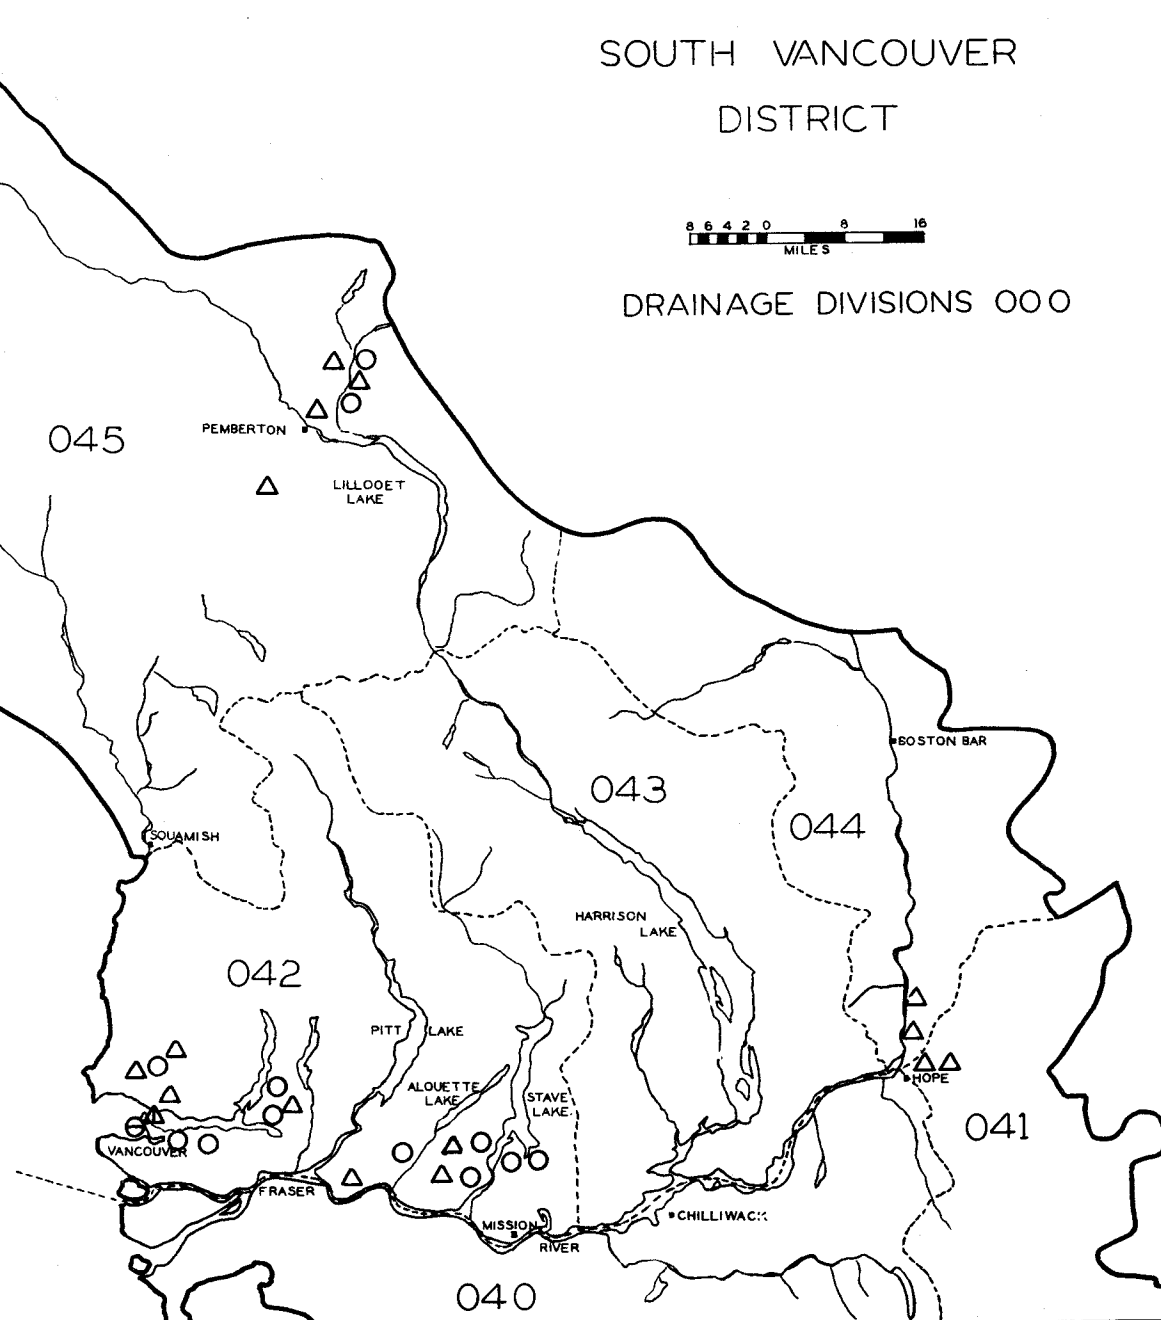 SOUTH VANCOUVER
DISTRICT
8 6 4 2 0 8 16
MILES
DRAINAGE DIVISIONS 000
045
PEMBERTON
LILLOOET
LAKE
BOSTON BAR
043
044
SQUAMISH
HARRISON
LAKE
042
PITT LAKE
ALOUETTE
LAKE
STAVE
LAKE
HOPE
041
VANCOUVER
FRASER
CHILLIWACK
MISSION
RIVER
040